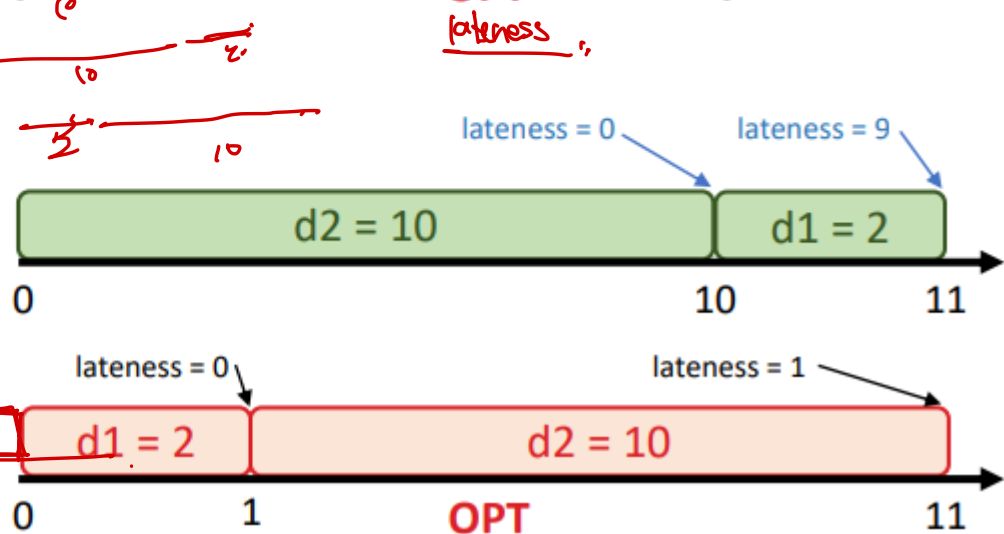 lateness
10
2
2
10
lateness = 0 lateness = 9
d2 = 10 d1 = 2
0 10 11
lateness = 0 lateness = 1
d1 = 2 d2 = 10
0 1 OPT 11